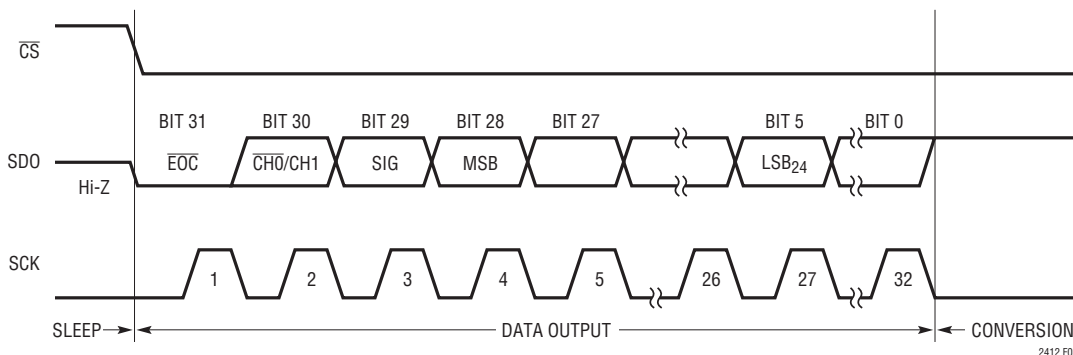 CS
BIT 31 BIT 30 BIT 29 BIT 28 BIT 27 BIT 5 BIT 0
SDO EOC CH0/CH1 SIG MSB LSB24
Hi-Z
SCK
1 2 3 4 5 26 27 32
SLEEP DATA OUTPUT CONVERSION
2412 F0